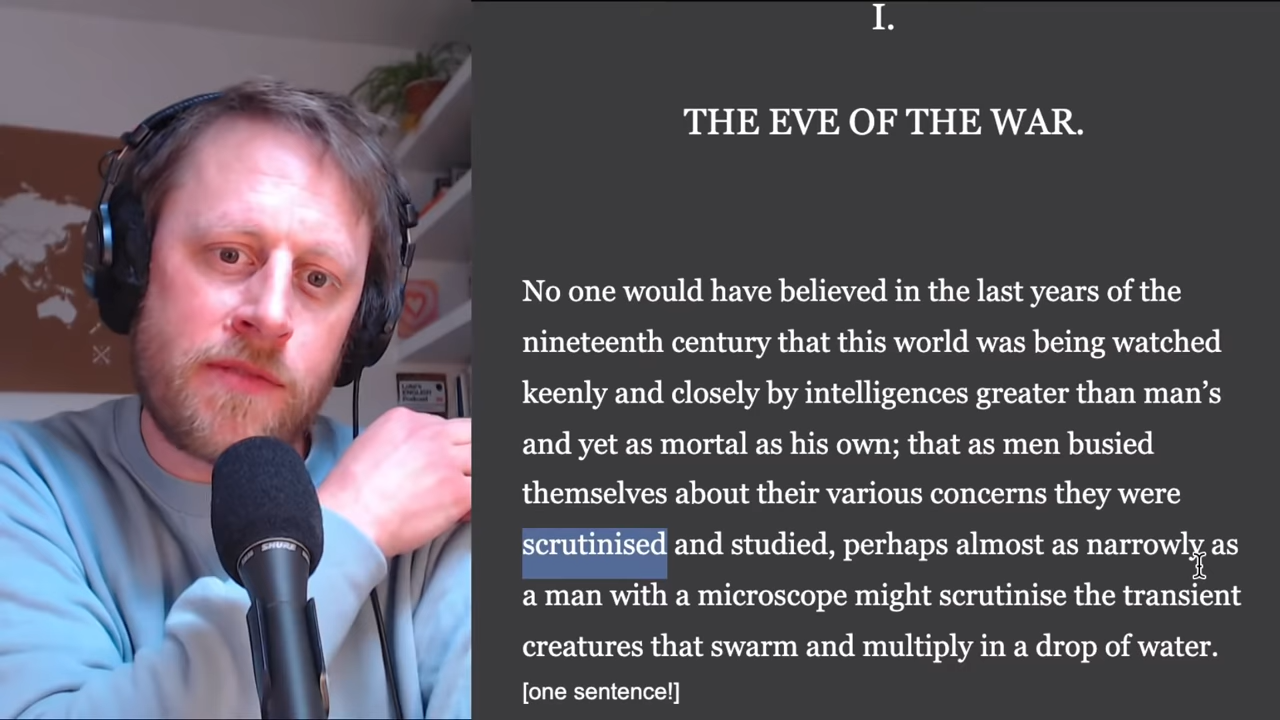 I.
THE EVE OF THE WAR.
No one would have believed in the last years of the
nineteenth century that this world was being watched
keenly and closely by intelligences greater than man’s
and yet as mortal as his own; that as men busied
themselves about their various concerns they were
scrutinised and studied, perhaps almost as narrowly as
a man with a microscope might scrutinise the transient
creatures that swarm and multiply in a drop of water.
[one sentence!]
SHURE
ENGLISH
Podcast